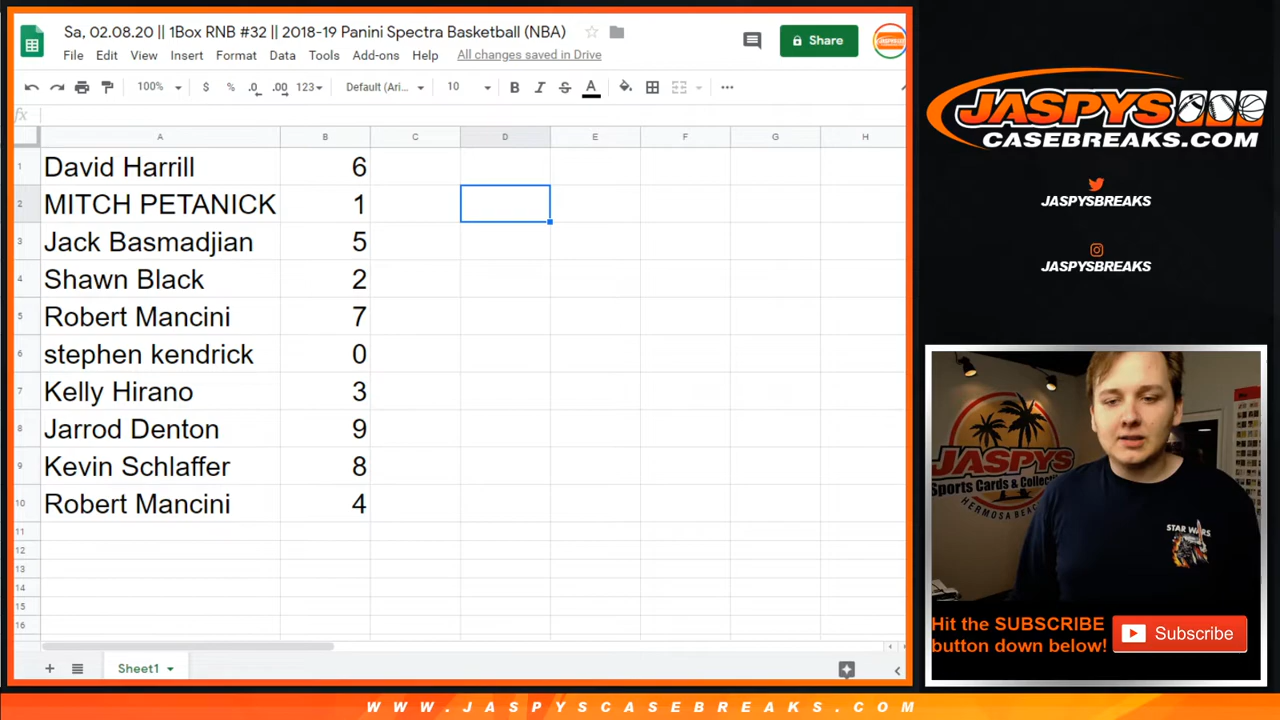 Sa, 02.08.20 || 1Box RNB #32 || 2018-19 Panini Spectra Basketball (NBA)
File Edit View Insert Format Data Tools Add-ons Help All changes saved in Drive
Share
100% $ % .0 .00 123 Default (Ari... 10 B I S A
fx
A B C D E F G H
1 David Harrill 6
2 MITCH PETANICK 1
3 Jack Basmadjian 5
4 Shawn Black 2
5 Robert Mancini 7
6 stephen kendrick 0
7 Kelly Hirano 3
8 Jarrod Denton 9
9 Kevin Schlaffer 8
10 Robert Mancini 4
11
12
13
14
15
16
Sheet1
JASPYS
CASEBREAKS.COM
JASPYSBREAKS
JASPYSBREAKS
JASPYS
Sports Cards & Collecti
HERMOSA BEAC
STAR WARS
Hit the SUBSCRIBE
button down below!
Subscribe
WWW.JASPYSCASEBREAKS.COM